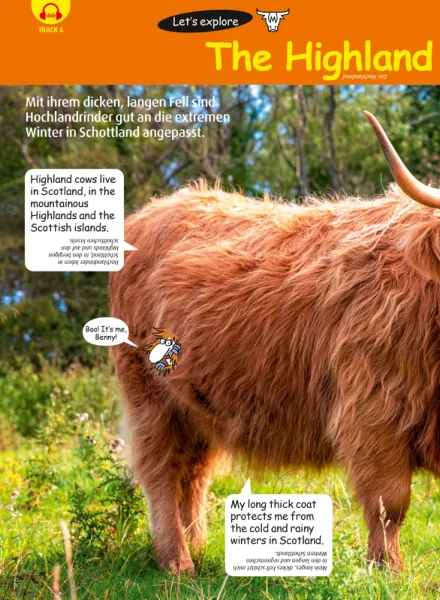 TRACK 6
Let's explore
The Highland
Das Hochlandrind
Mit ihrem dicken, langen Fell sind
Hochlandrinder gut an die extremen
Winter in Schottland angepasst.
Highland cows live
in Scotland, in the
mountainous
Highlands and the
Scottish islands.
Hochlandrinder leben in
Schottland, in den bergigen
Highlands und auf den
schottischen Inseln.
Boo! It's me,
Benny!
My long thick coat
protects me from
the cold and rainy
winters in Scotland.
Mein langes, dickes Fell schützt mich
in den langen und regnerischen
Wintern Schottlands.